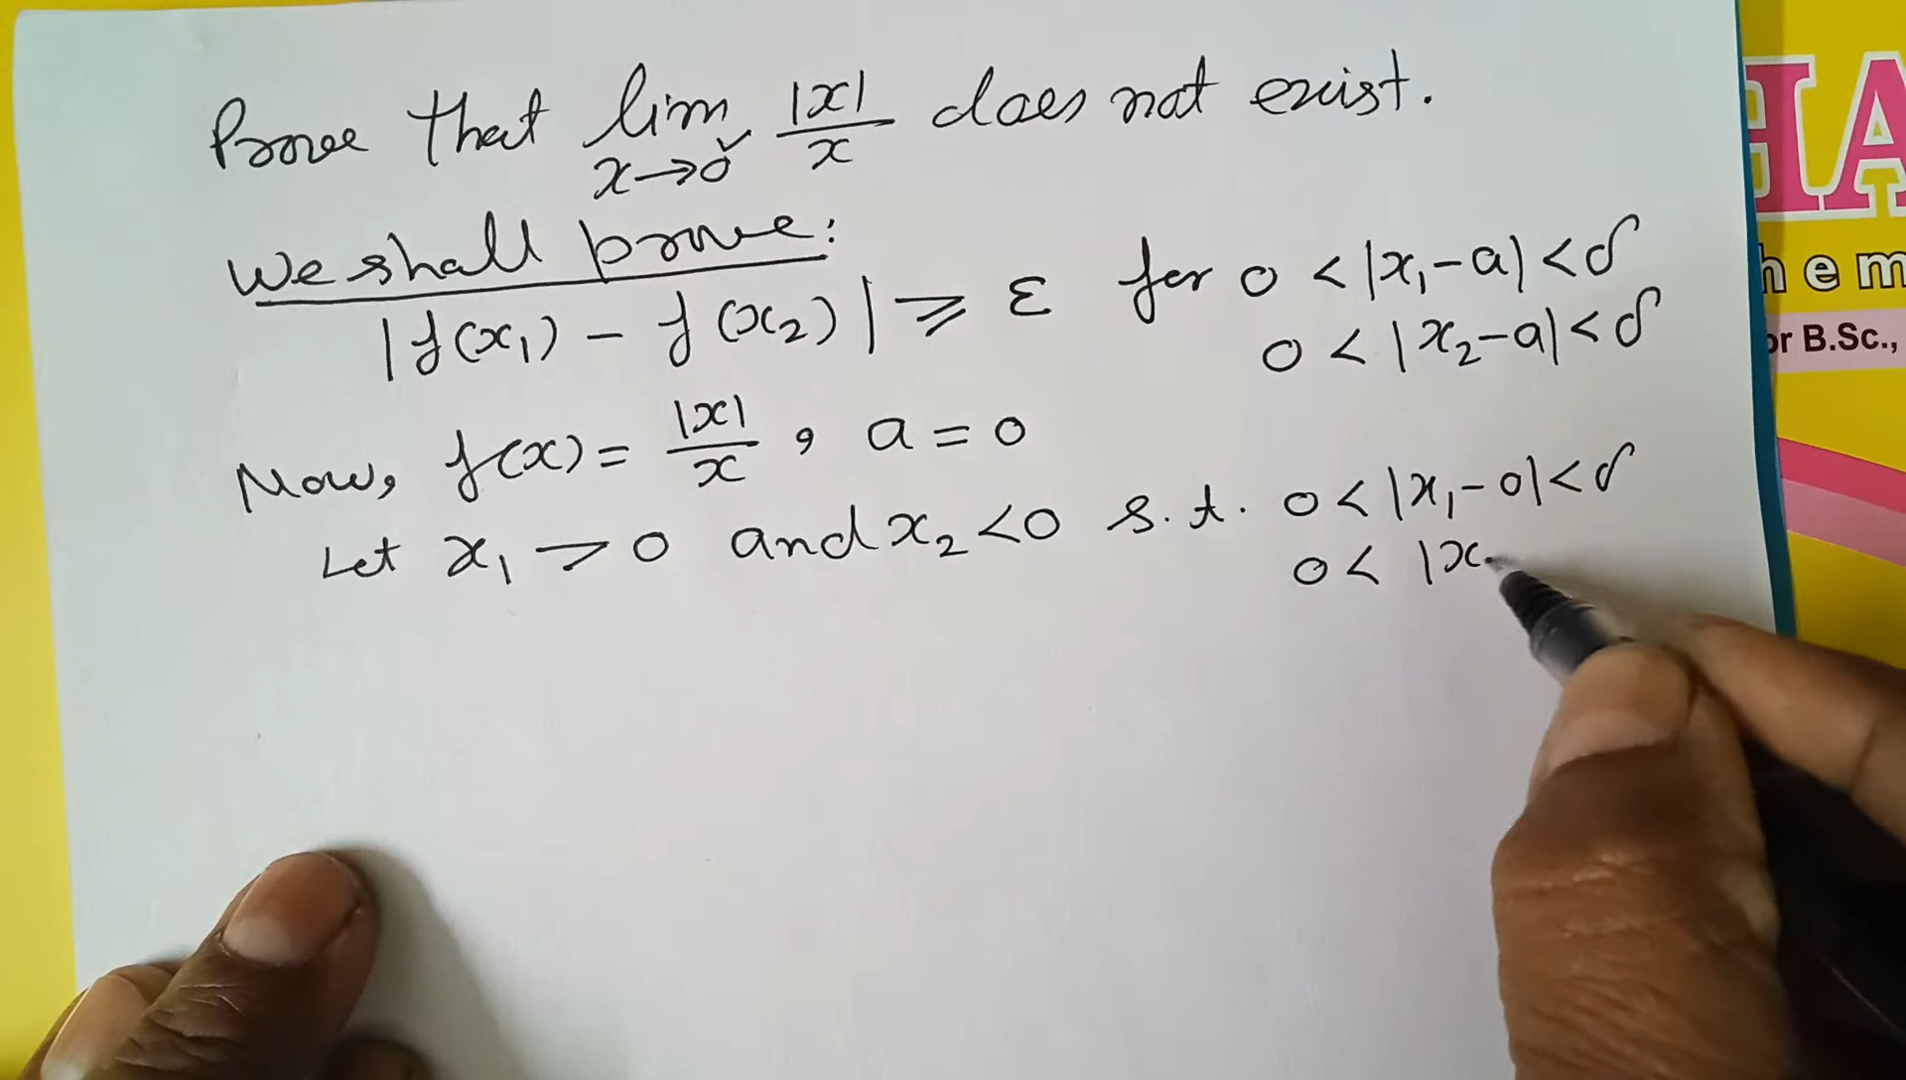 Prove that lim x→0 |x|/x does not exist.
We shall prove:
|f(x₁) - f(x₂)| ≥ ε for 0 < |x₁-a| < δ
0 < |x₂-a| < δ
Now, f(x) = |x|/x , a = 0
Let x₁ > 0 and x₂ < 0 s.t. 0 < |x₁-0| < δ
0 < |x
HA
hem
or B.Sc.,